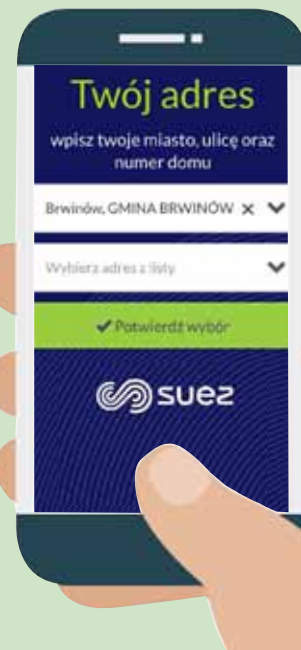 Twój adres
wpisz twoje miasto, ulicę oraz
numer domu
Brwinów, GMINA BRWINÓW ×
Wybierz adres z listy
✔ Potwierdź wybór
suez